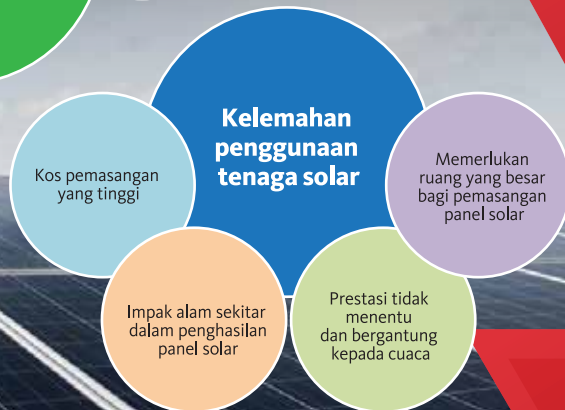 Kelemahan
penggunaan
tenaga solar
Kos pemasangan
yang tinggi
Impak alam sekitar
dalam penghasilan
panel solar
Prestasi tidak
menentu
dan bergantung
kepada cuaca
Memerlukan
ruang yang besar
bagi pemasangan
panel solar